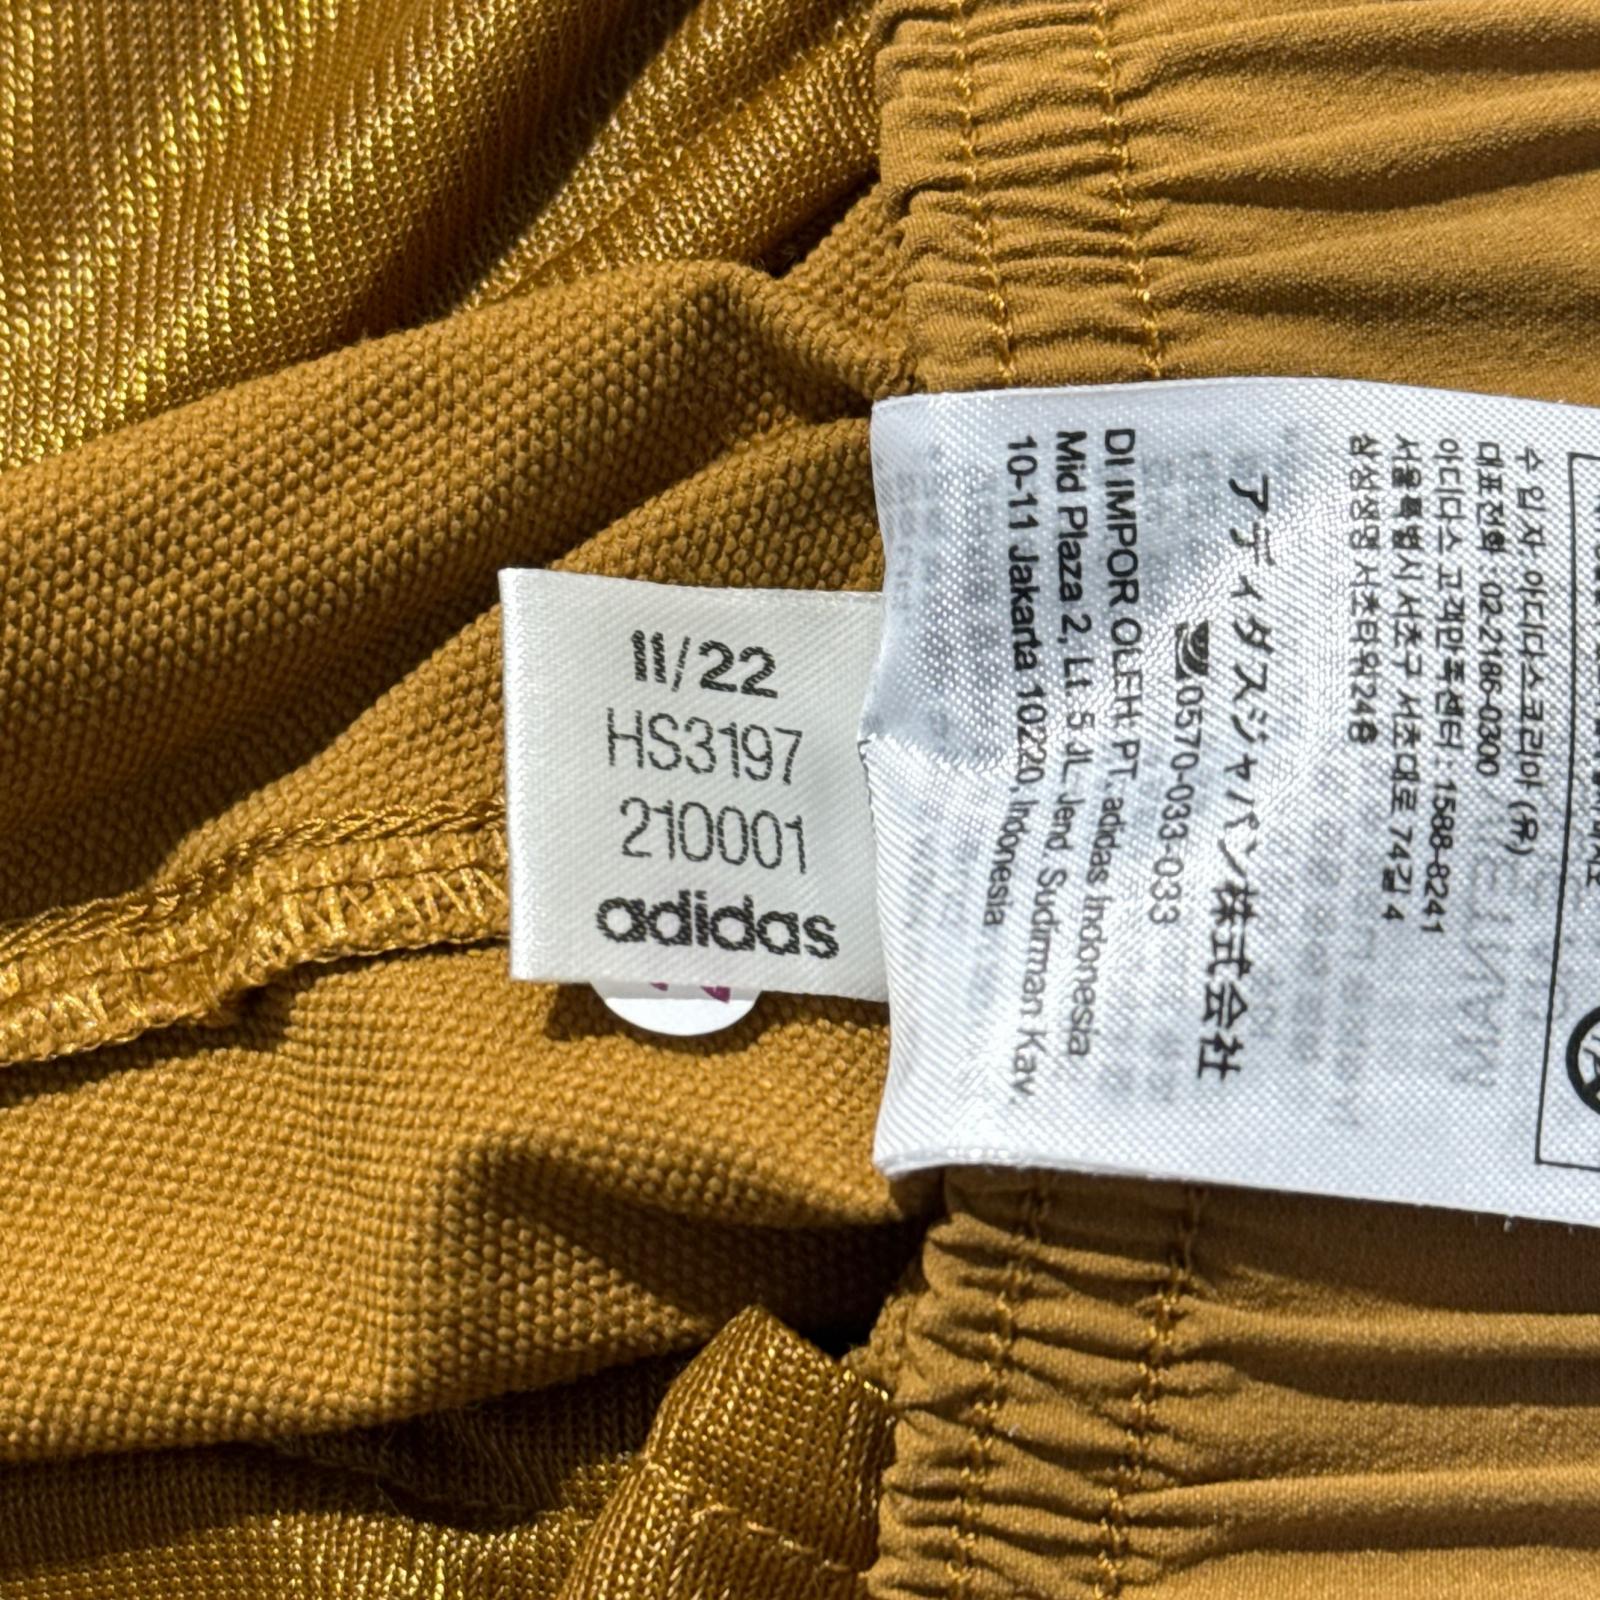 III/22
HS3197
210001
adidas
수입자, 아디다스코리아 (유)
대표전화 : 02-2186-0300
아디다스 고객만족센터 : 1588-8241
서울특별시 서초구 서초대로 74길 4
삼성생명 서초타워24층
アディダスジャパン株式会社
0570-033-033
DI IMPOR OLEH: PT. adidas Indonesia
Mid Plaza 2, Lt. 5 JL. Jend. Sudirman Kav.
10-11 Jakarta 10220, Indonesia